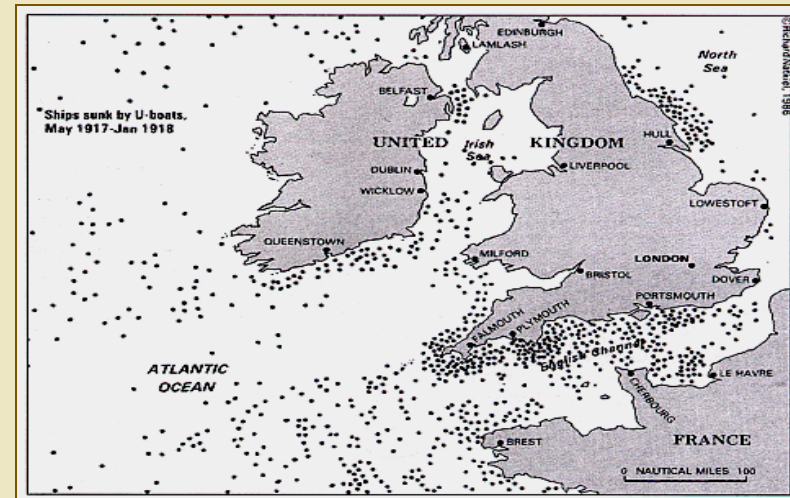 EDINBURGH
LAMLASH
North
Sea
BELFAST
Ships sunk by U-boats,
May 1917-Jan 1918
UNITED KINGDOM
Irish
Sea
HULL
DUBLIN
LIVERPOOL
WICKLOW
LOWESTOFT
QUEENSTOWN
MILFORD
LONDON
BRISTOL
DOVER
PORTSMOUTH
FALMOUTH
PLYMOUTH
English Channel
ATLANTIC
OCEAN
LE HAVRE
CHERBOURG
BREST
FRANCE
0 NAUTICAL MILES 100